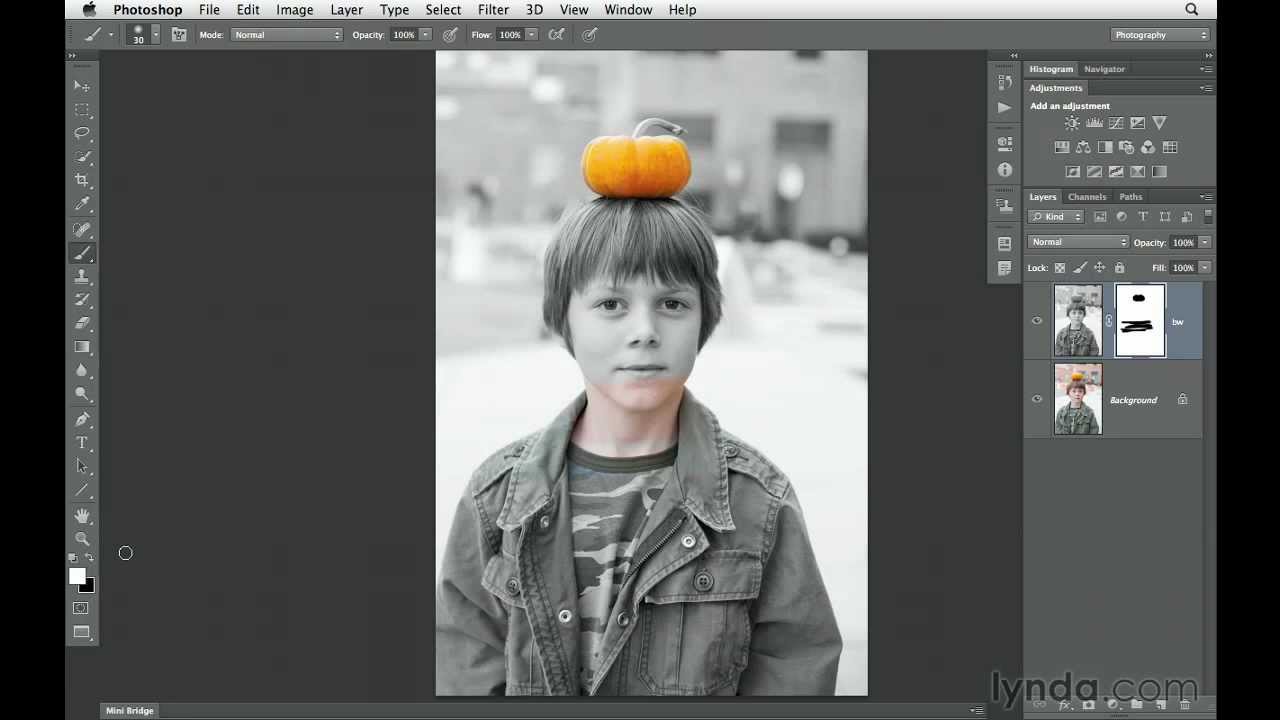 Photoshop File Edit Image Layer Type Select Filter 3D View Window Help
30 Mode: Normal Opacity: 100% Flow: 100% Photography
Histogram Navigator
Adjustments
Add an adjustment
Layers Channels Paths
Kind
Normal Opacity: 100%
Lock: Fill: 100%
bw
Background
T
lynda.com
Mini Bridge